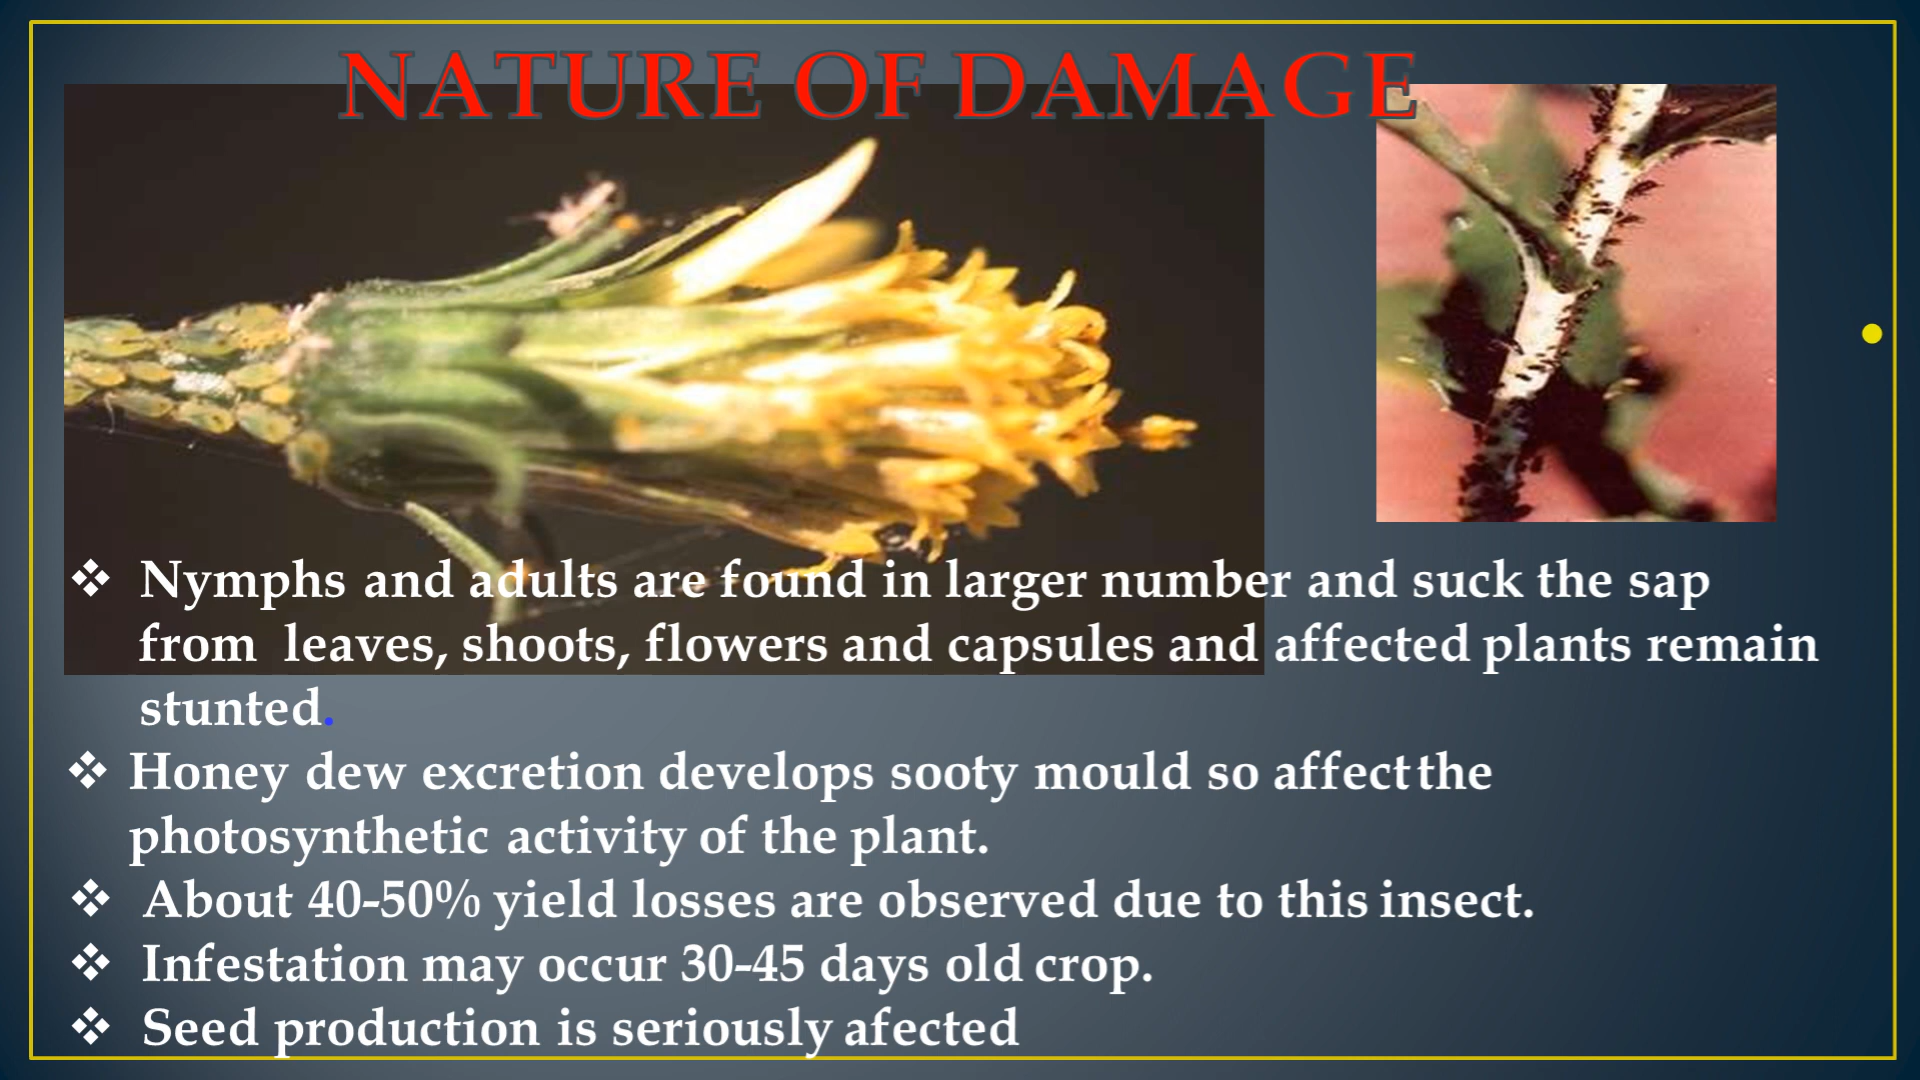 NATURE OF DAMAGE
❖ Nymphs and adults are found in larger number and suck the sap
from leaves, shoots, flowers and capsules and affected plants remain
stunted.
❖ Honey dew excretion develops sooty mould so affect the
photosynthetic activity of the plant.
❖ About 40-50% yield losses are observed due to this insect.
❖ Infestation may occur 30-45 days old crop.
❖ Seed production is seriously afected